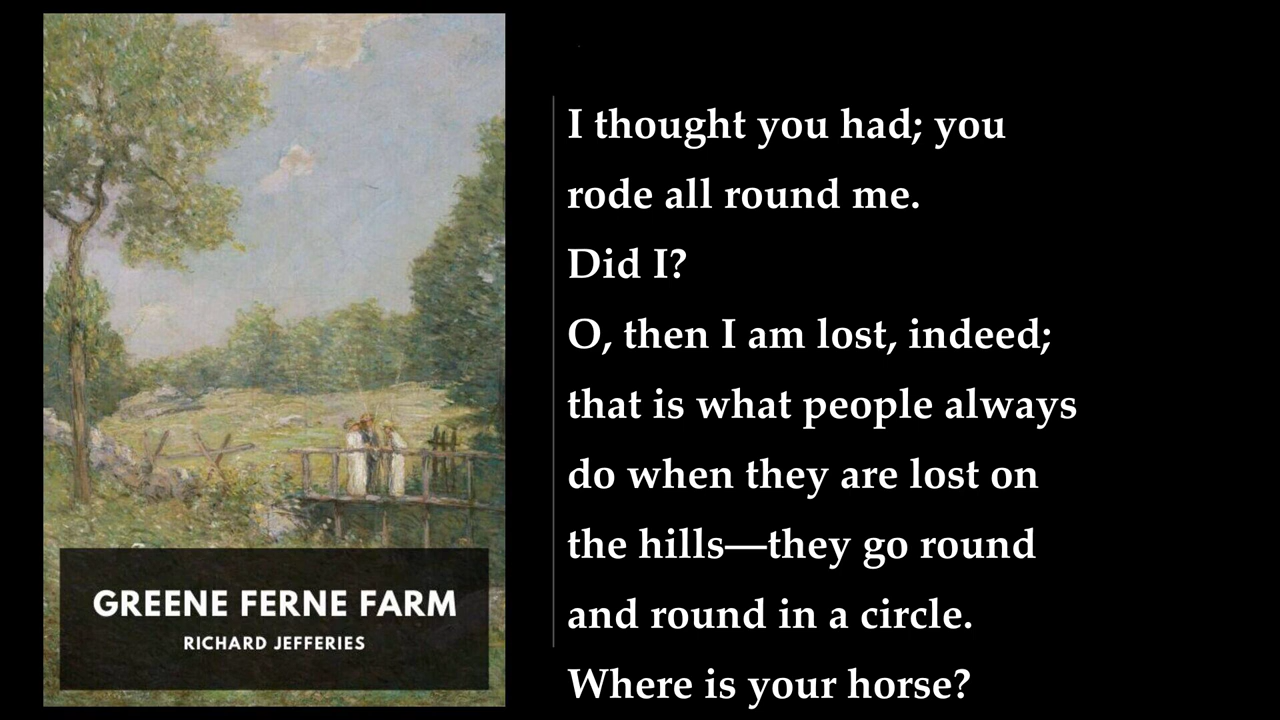 GREENE FERNE FARM
RICHARD JEFFERIES
I thought you had; you
rode all round me.
Did I?
O, then I am lost, indeed;
that is what people always
do when they are lost on
the hills—they go round
and round in a circle.
Where is your horse?